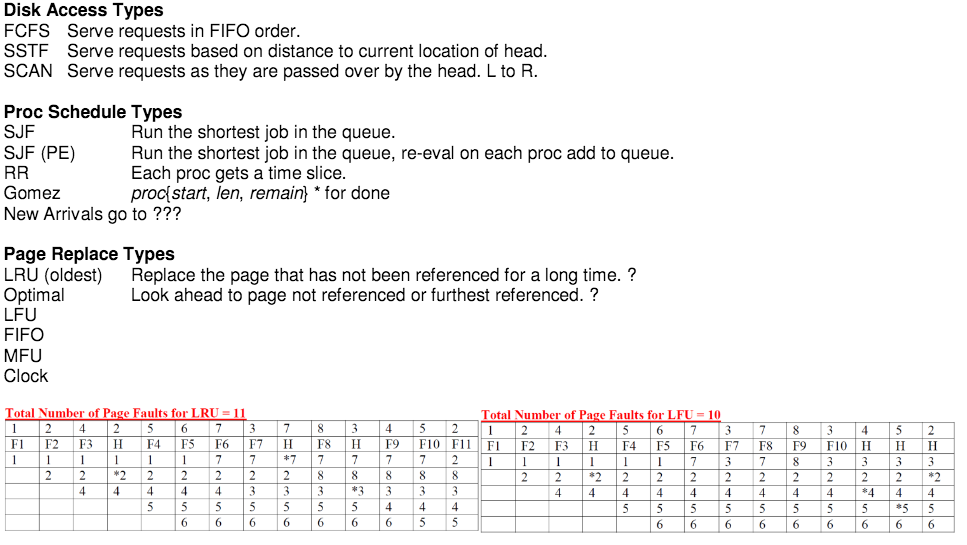 Disk Access Types
FCFS Serve requests in FIFO order.
SSTF Serve requests based on distance to current location of head.
SCAN Serve requests as they are passed over by the head. L to R.
Proc Schedule Types
SJF Run the shortest job in the queue.
SJF (PE) Run the shortest job in the queue, re-eval on each proc add to queue.
RR Each proc gets a time slice.
Gomez proc{start, len, remain} * for done
New Arrivals go to ???
Page Replace Types
LRU (oldest) Replace the page that has not been referenced for a long time. ?
Optimal Look ahead to page not referenced or furthest referenced. ?
LFU
FIFO
MFU
Clock
Total Number of Page Faults for LRU = 11
1 2 4 2 5 6 7 3 7 8 3 4 5 2
F1 F2 F3 H F4 F5 F6 F7 H F8 H F9 F10 F11
1 1 1 1 1 1 7 7 *7 7 7 7 7 2
2 2 *2 2 2 2 2 2 8 8 8 8 8
4 4 4 4 4 3 3 3 *3 3 3 3
5 5 5 5 5 5 5 4 4 4
6 6 6 6 6 6 6 5 5
Total Number of Page Faults for LFU = 10
1 2 4 2 5 6 7 3 7 8 3 4 5 2
F1 F2 F3 H F4 F5 F6 F7 F8 F9 F10 H H H
1 1 1 1 1 1 7 3 7 8 3 3 3 3
2 2 *2 2 2 2 2 2 2 2 2 2 *2
4 4 4 4 4 4 4 4 4 *4 4 4
5 5 5 5 5 5 5 5 *5 5
6 6 6 6 6 6 6 6 6